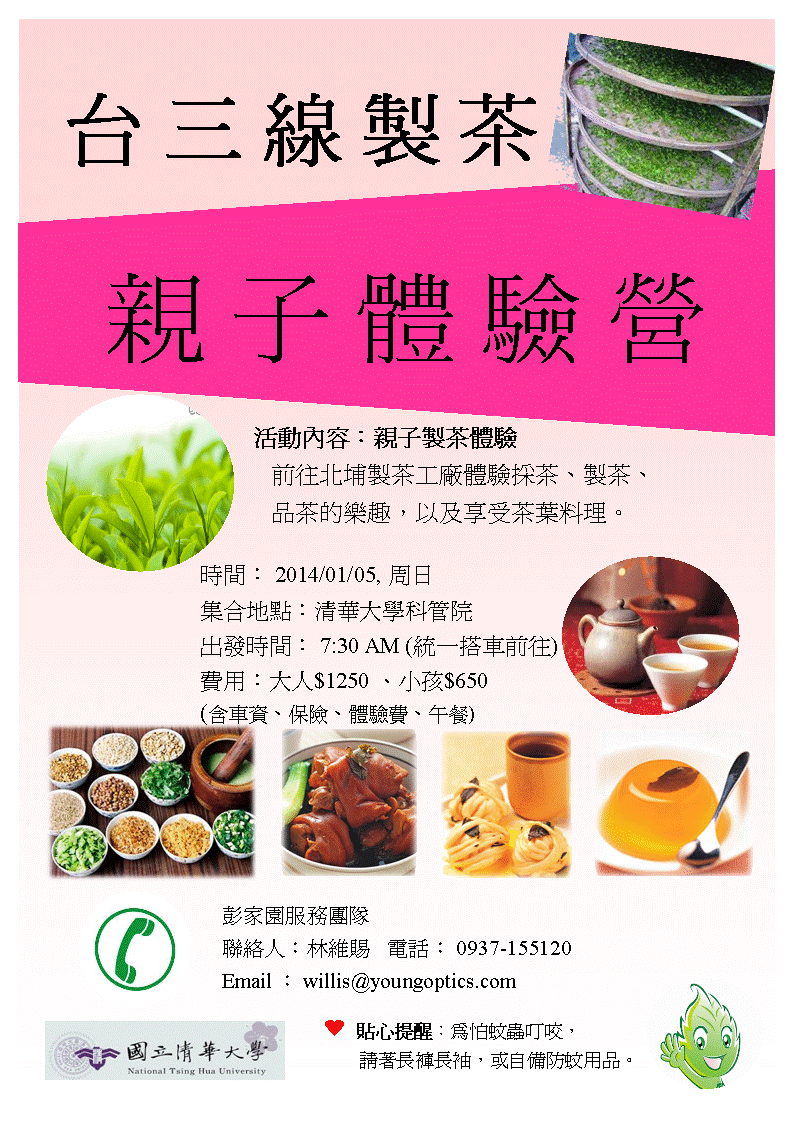 台三線製茶
親子體驗營
活動內容：親子製茶體驗
前往北埔製茶工廠體驗採茶、製茶、
品茶的樂趣，以及享受茶葉料理。
時間： 2014/01/05, 周日
集合地點：清華大學科管院
出發時間： 7:30 AM (統一搭車前往)
費用：大人$1250 、小孩$650
(含車資、保險、體驗費、午餐)
彭家園服務團隊
聯絡人：林維賜 電話： 0937-155120
Email ： willis@youngoptics.com
國立清華大學
National Tsing Hua University
貼心提醒：為怕蚊蟲叮咬，
請著長褲長袖，或自備防蚊用品。